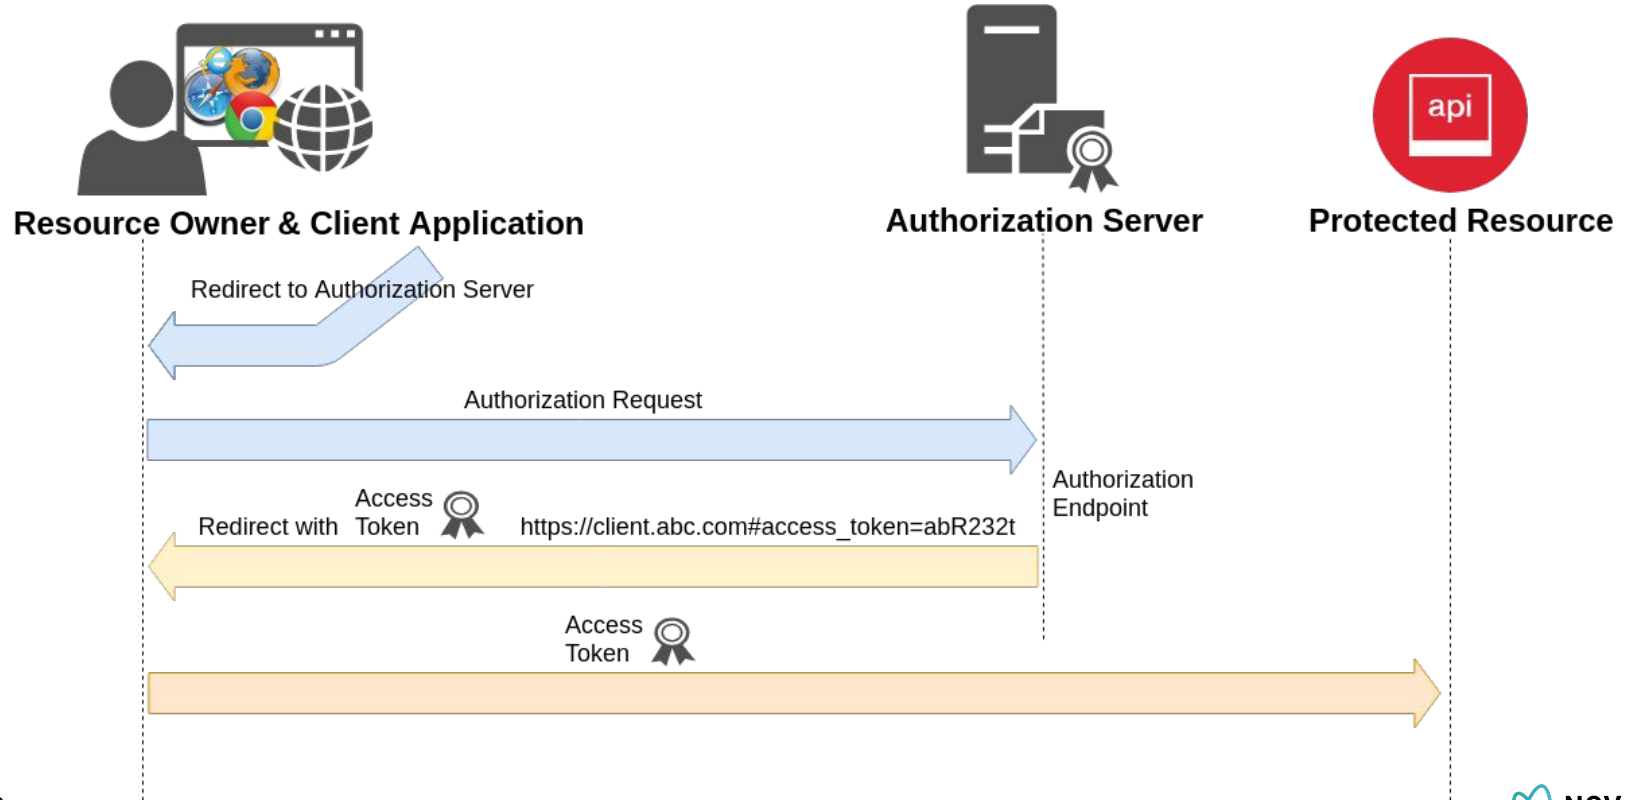 api
Resource Owner & Client Application
Authorization Server
Protected Resource
Redirect to Authorization Server
Authorization Request
Authorization
Endpoint
Access
Redirect with Token https://client.abc.com#access_token=abR232t
Access
Token